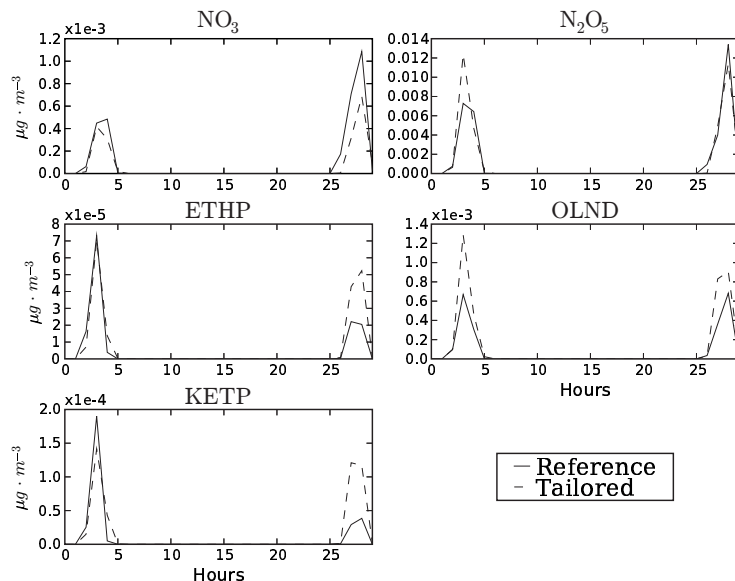 NO₃
N₂O₅
x1e-3
μg · m⁻³
1.2
1.0
0.8
0.6
0.4
0.2
0.0
0 5 10 15 20 25
0.014
0.012
0.010
0.008
0.006
0.004
0.002
0.000
0 5 10 15 20 25
ETHP
OLND
x1e-5
μg · m⁻³
8
7
6
5
4
3
2
1
0
0 5 10 15 20 25
x1e-3
1.4
1.2
1.0
0.8
0.6
0.4
0.2
0.0
0 5 10 15 20 25
Hours
KETP
x1e-4
μg · m⁻³
2.0
1.5
1.0
0.5
0.0
0 5 10 15 20 25
Hours
Reference
Tailored